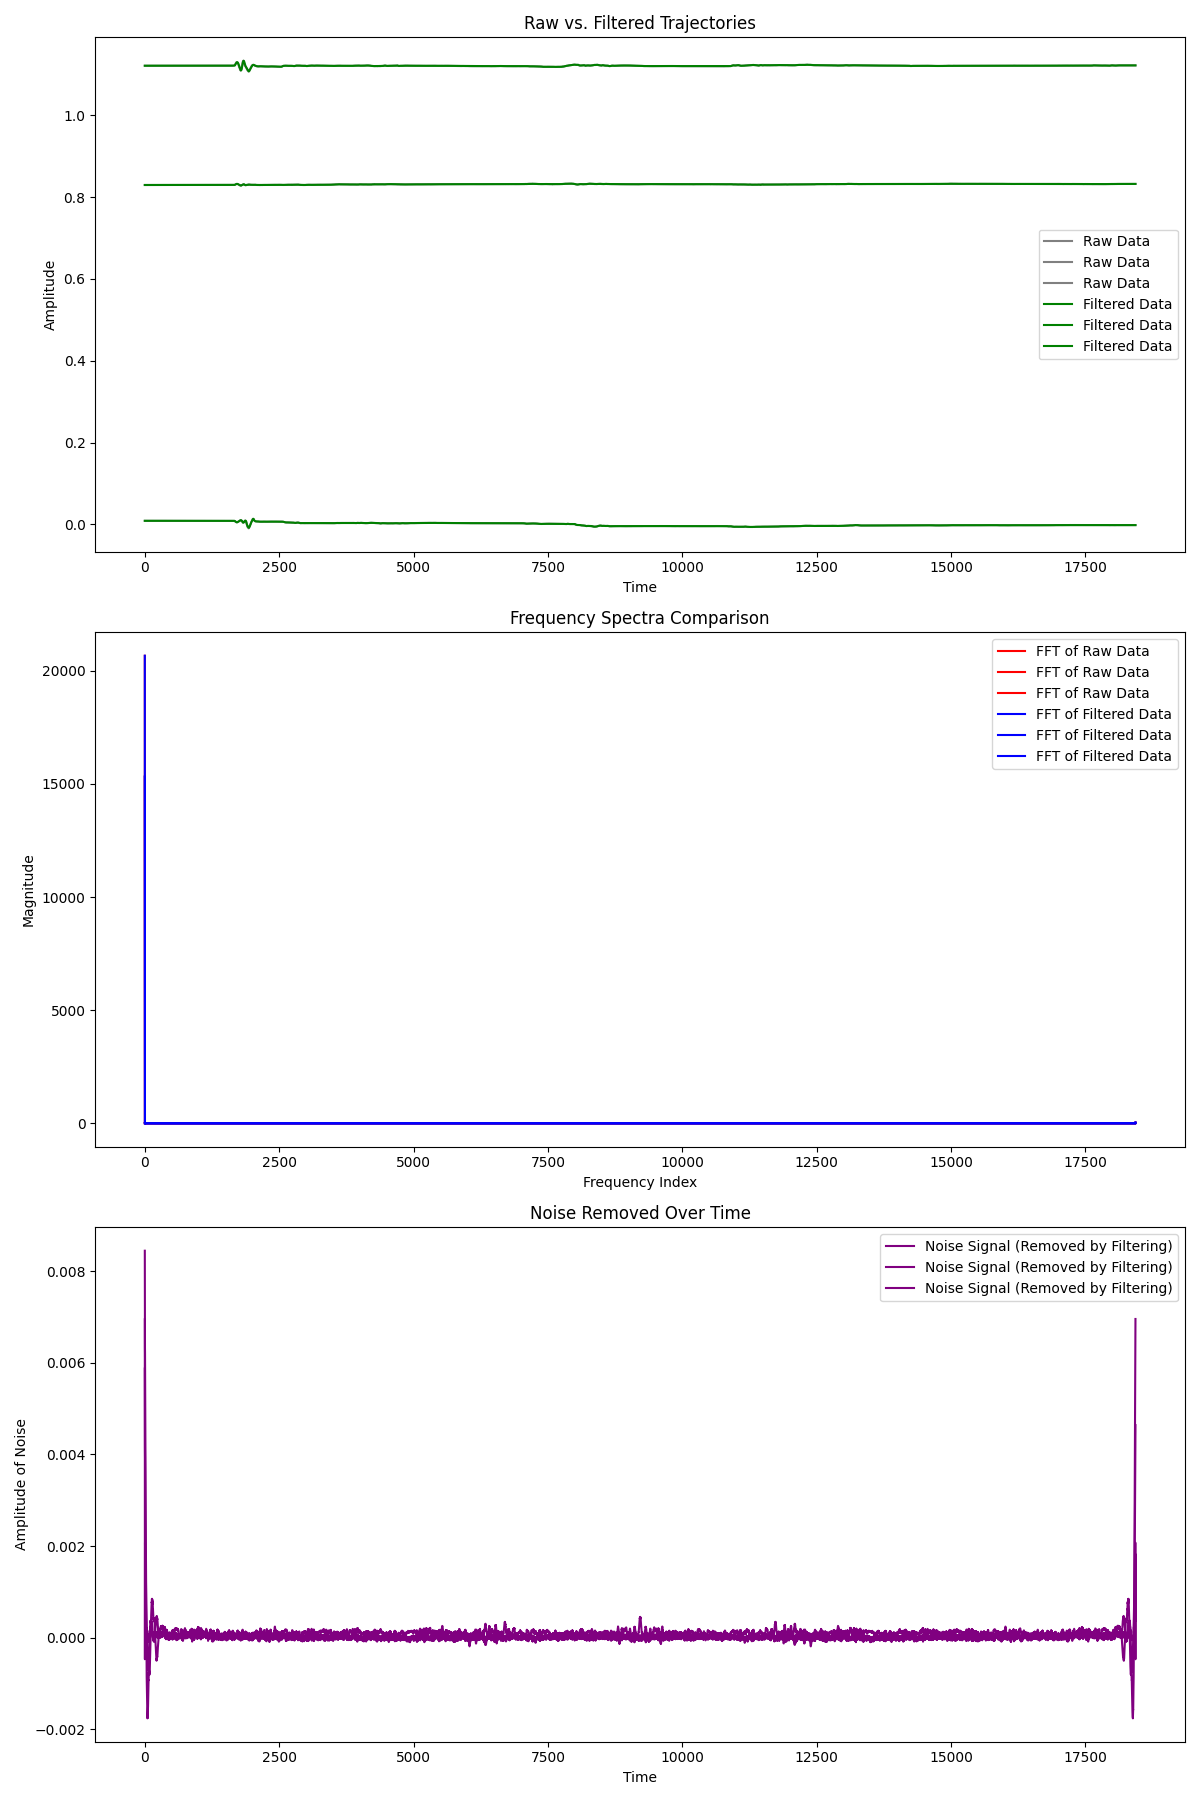 Raw vs. Filtered Trajectories
Amplitude
1.0
0.8
0.6
0.4
0.2
0.0
Raw Data
Raw Data
Raw Data
Filtered Data
Filtered Data
Filtered Data
0 2500 5000 7500 10000 12500 15000 17500
Time
Frequency Spectra Comparison
Magnitude
20000
15000
10000
5000
0
FFT of Raw Data
FFT of Raw Data
FFT of Raw Data
FFT of Filtered Data
FFT of Filtered Data
FFT of Filtered Data
0 2500 5000 7500 10000 12500 15000 17500
Frequency Index
Noise Removed Over Time
Amplitude of Noise
0.008
0.006
0.004
0.002
0.000
−0.002
Noise Signal (Removed by Filtering)
Noise Signal (Removed by Filtering)
Noise Signal (Removed by Filtering)
0 2500 5000 7500 10000 12500 15000 17500
Time